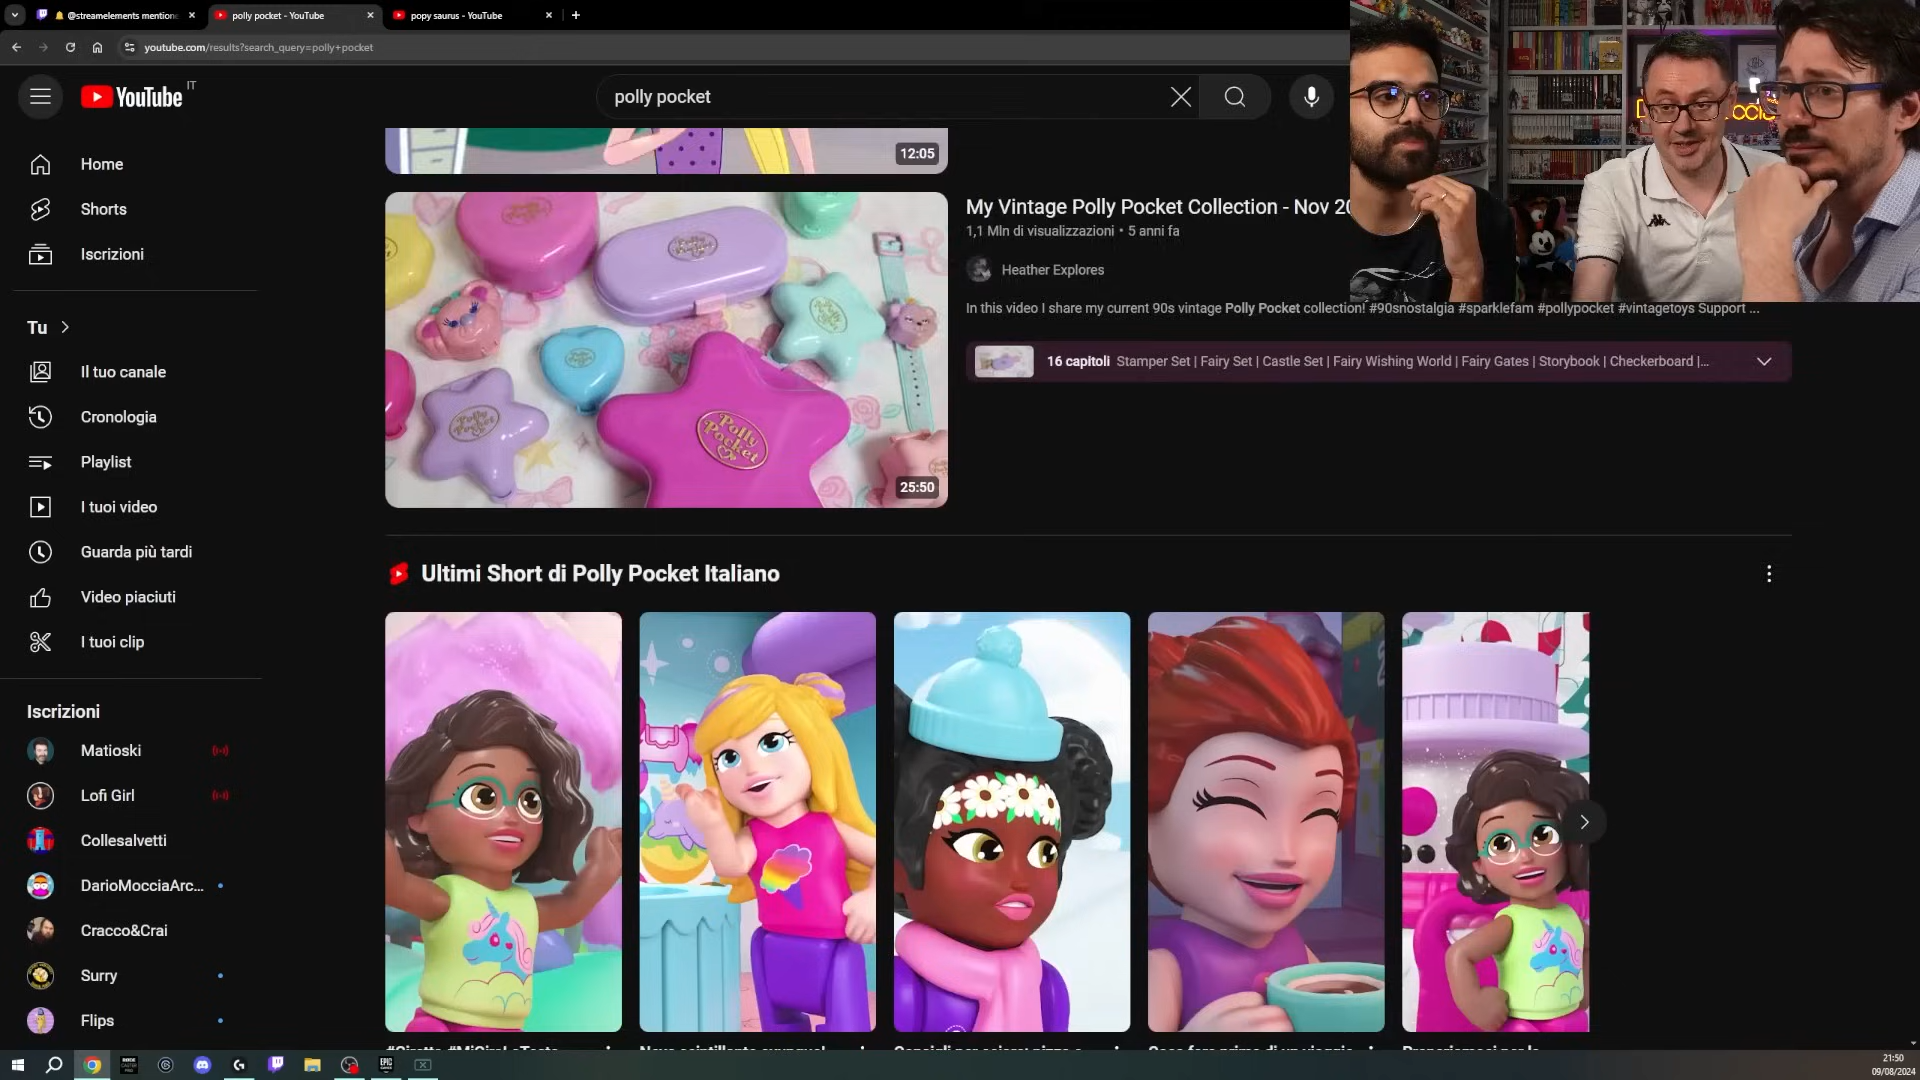 @streamelements mention
polly pocket - YouTube
popy saurus - YouTube
youtube.com/results?search_query=polly+pocket
YouTube IT
polly pocket
Home
Shorts
Iscrizioni
Tu
Il tuo canale
Cronologia
Playlist
I tuoi video
Guarda più tardi
Video piaciuti
I tuoi clip
Iscrizioni
Matioski
Lofi Girl
Collesalvetti
DarioMocciaArc...
Cracco&Crai
Surry
Flips
12:05
Polly Pocket
Polly Pocket
Polly Pocket
Polly Pocket
25:50
My Vintage Polly Pocket Collection - Nov 20
1,1 Mln di visualizzazioni • 5 anni fa
Heather Explores
In this video I share my current 90s vintage Polly Pocket collection! #90snostalgia #sparklefam #pollypocket #vintagetoys Support ...
16 capitoli Stamper Set | Fairy Set | Castle Set | Fairy Wishing World | Fairy Gates | Storybook | Checkerboard |...
Ultimi Short di Polly Pocket Italiano
21:50
09/08/2024